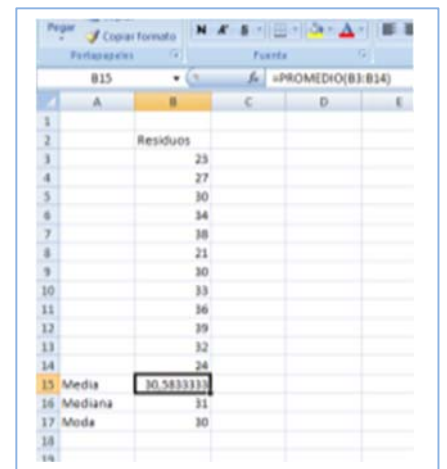 Pegar Copiar formato N K S A
Portapapeles Fuente
B15 fx =PROMEDIO(B3:B14)
A B C D E
1
2 Residuos
3 23
4 27
5 30
6 34
7 38
8 21
9 30
10 33
11 36
12 39
13 32
14 24
15 Media 30,5833333
16 Mediana 31
17 Moda 30
18
19